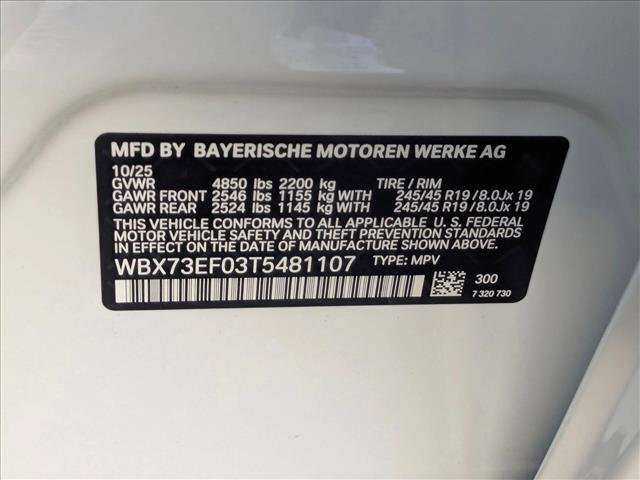 MFD BY BAYERISCHE MOTOREN WERKE AG
10/25
GVWR 4850 lbs 2200 kg TIRE / RIM
GAWR FRONT 2546 lbs 1155 kg WITH 245/45 R19 / 8.0Jx 19
GAWR REAR 2524 lbs 1145 kg WITH 245/45 R19 / 8.0Jx 19
THIS VEHICLE CONFORMS TO ALL APPLICABLE U. S. FEDERAL
MOTOR VEHICLE SAFETY, BUMPER, AND THEFT PREVENTION STANDARDS
IN EFFECT ON THE DATE OF MANUFACTURE SHOWN ABOVE.
WBX73EF03T5481107 TYPE: MPV
300
7 320 730